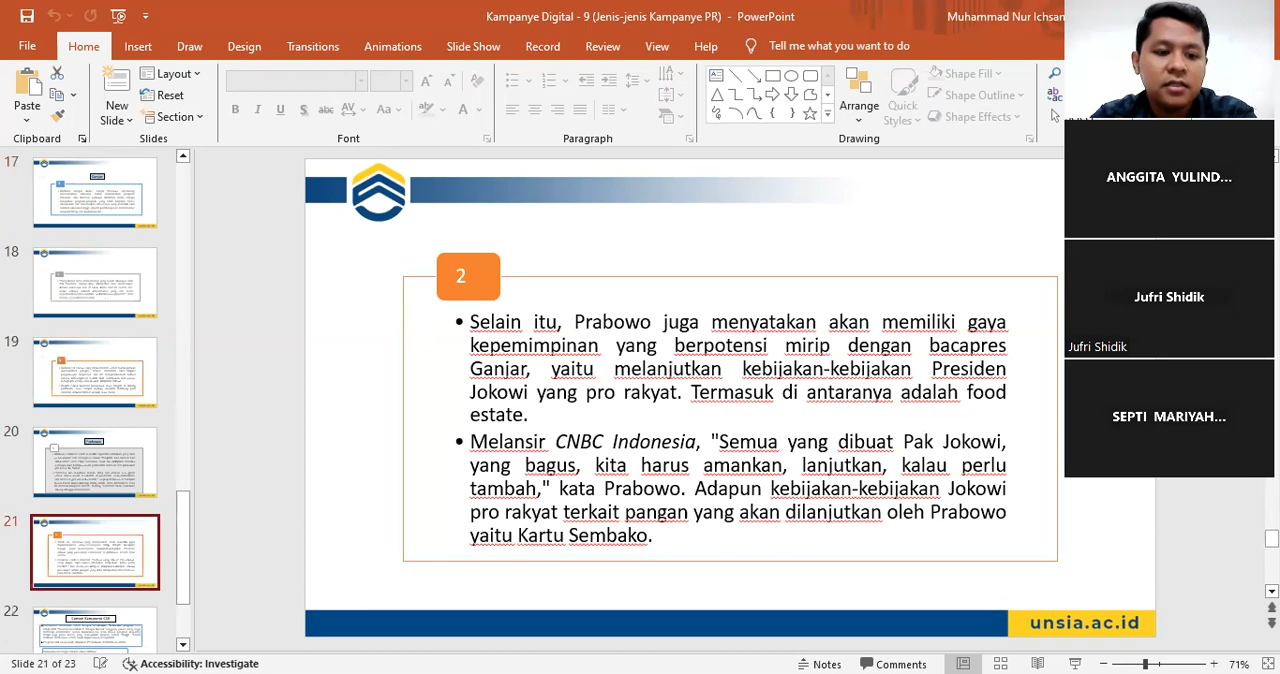 Kampanye Digital - 9 (Jenis-jenis Kampanye PR) - PowerPoint
Muhammad Nur Ichsan
File Home Insert Draw Design Transitions Animations Slide Show Record Review View Help Tell me what you want to do
Paste
New
Slide
Layout
Reset
Section
Arrange
Quick
Styles
Shape Fill
Shape Outline
Shape Effects
Clipboard Slides Font Paragraph Drawing
ANGGITA YULIND...
Jufri Shidik
Jufri Shidik
SEPTI MARIYAH...
17
18
19
20
21
22
2
• Selain itu, Prabowo juga menyatakan akan memiliki gaya
kepemimpinan yang berpotensi mirip dengan bacapres
Ganjar, yaitu melanjutkan kebijakan-kebijakan Presiden
Jokowi yang pro rakyat. Termasuk di antaranya adalah food
estate.
• Melansir CNBC Indonesia, "Semua yang dibuat Pak Jokowi,
yang bagus, kita harus amankan, lanjutkan, kalau perlu
tambah," kata Prabowo. Adapun kebijakan-kebijakan Jokowi
pro rakyat terkait pangan yang akan dilanjutkan oleh Prabowo
yaitu Kartu Sembako.
unsia.ac.id
Slide 21 of 23
Accessibility: Investigate
Notes
Comments
71%